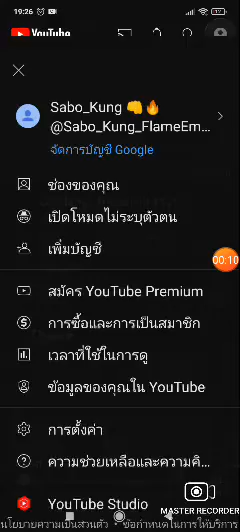 19:26
YouTube
Sabo_Kung 👊🔥
@Sabo_Kung_FlameEm...
จัดการบัญชี Google
ช่องของคุณ
เปิดโหมดไม่ระบุตัวตน
เพิ่มบัญชี
00:10
สมัคร YouTube Premium
การซื้อและการเป็นสมาชิก
เวลาที่ใช้ในการดู
ข้อมูลของคุณใน YouTube
การตั้งค่า
ความช่วยเหลือและความคิ...
MASTER RECORDER
YouTube Studio
นโยบายความเป็นส่วนตัว • ข้อกำหนดในการให้บริการ